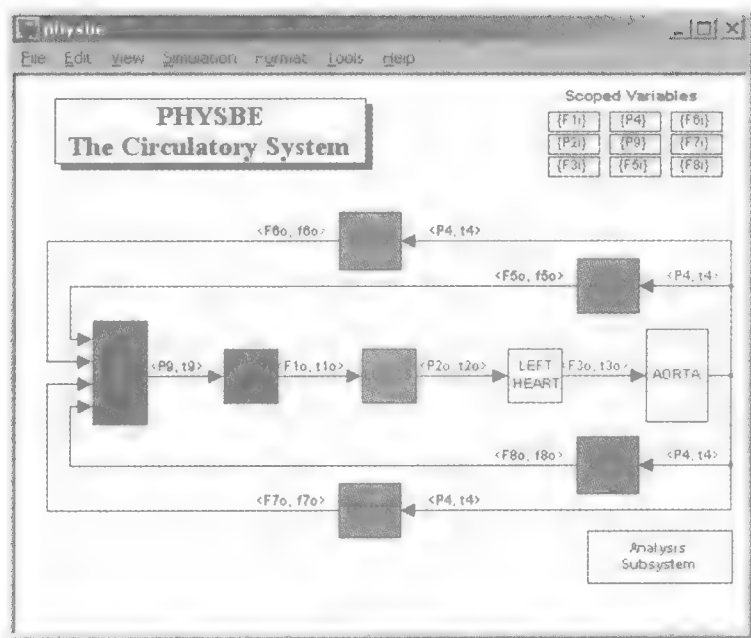 physbe
File Edit View Simulation Format Tools Help
PHYSBE
The Circulatory System
Scoped Variables
{F1i} {P4} {F6i}
{P2i} {P9} {F7i}
{F3i} {F5i} {F8i}
<F6o, f6o> <P4, t4>
<F5o, f5o> <P4, t4>
<P9, t9> F1o, t1o> <P2o, t2o> LEFT HEART <F3o, t3o> AORTA
<F8o, f8o> <P4, t4>
<F7o, f7o> <P4, t4>
Analysis
Subsystem